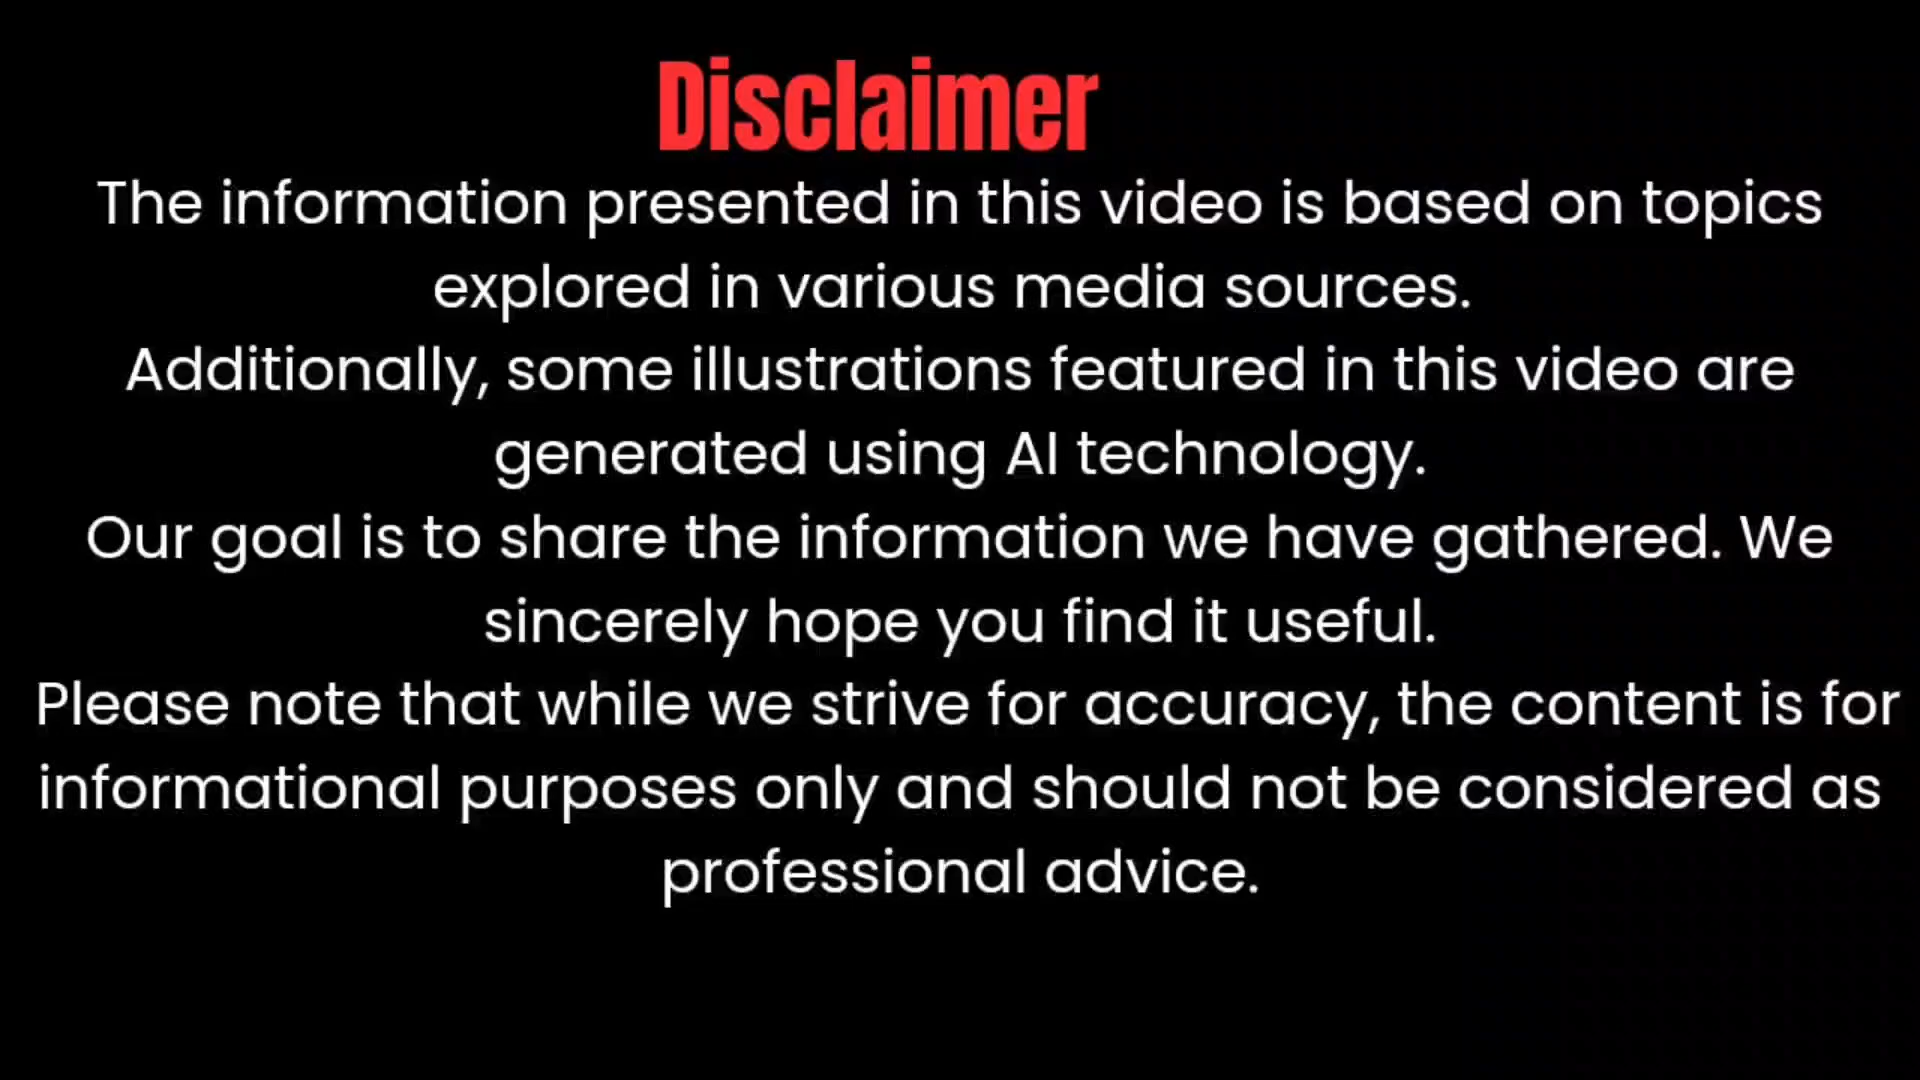 Disclaimer
The information presented in this video is based on topics
explored in various media sources.
Additionally, some illustrations featured in this video are
generated using AI technology.
Our goal is to share the information we have gathered. We
sincerely hope you find it useful.
Please note that while we strive for accuracy, the content is for
informational purposes only and should not be considered as
professional advice.